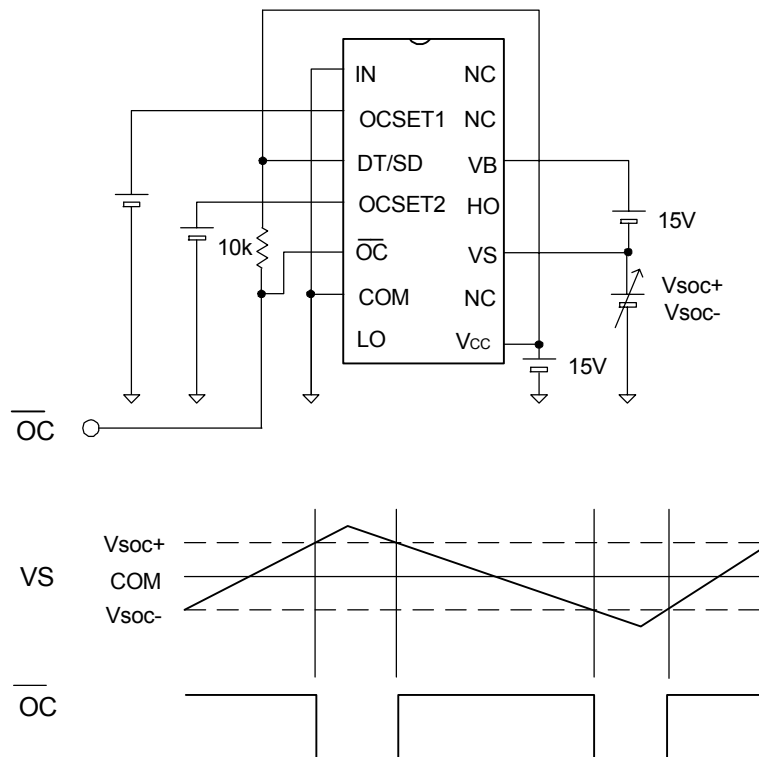 IN NC
OCSET1 NC
DT/SD VB
OCSET2 HO
15V
10k
OC VS
Vsoc+
COM NC
Vsoc-
LO Vcc
15V
OC
Vsoc+
VS
COM
Vsoc-
OC